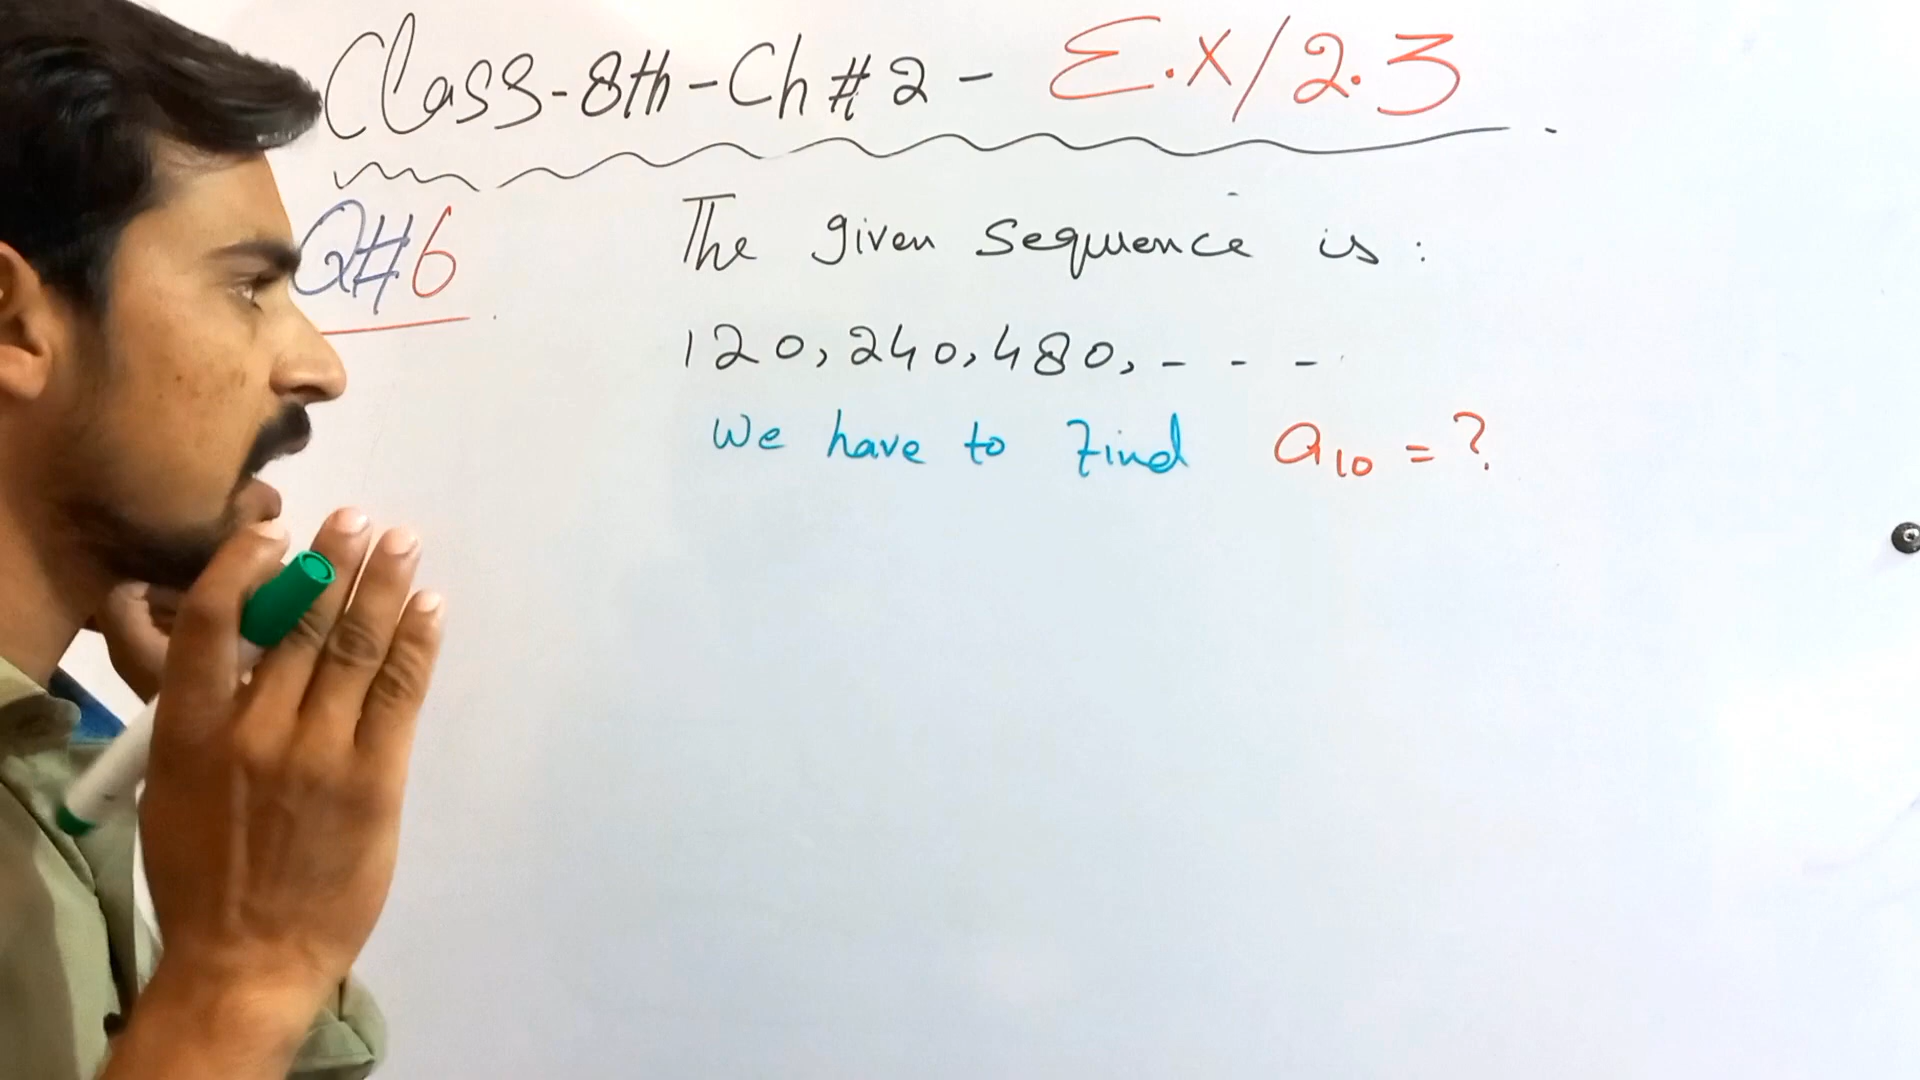 Class-8th-Ch#2- E.X/2.3
Q#6
The given sequence is:
120,240,480,- - -
We have to find a₁₀=?